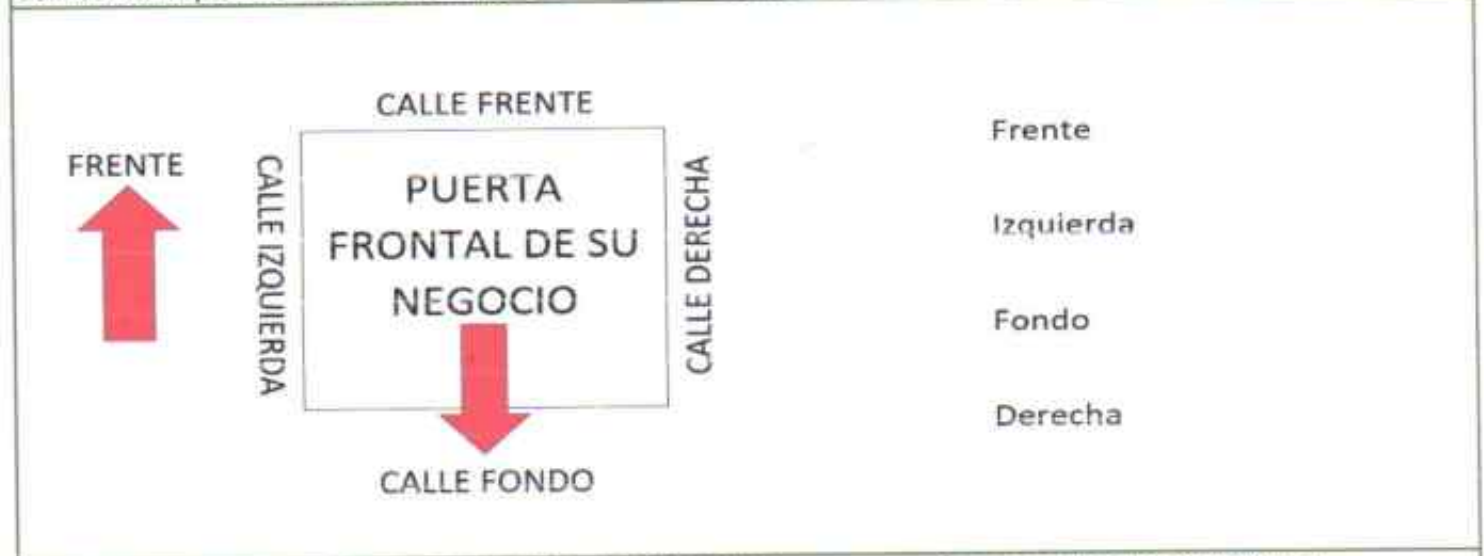 CALLE FRENTE
FRENTE
CALLE IZQUIERDA
PUERTA
FRONTAL DE SU
NEGOCIO
CALLE DERECHA
CALLE FONDO
Frente
Izquierda
Fondo
Derecha